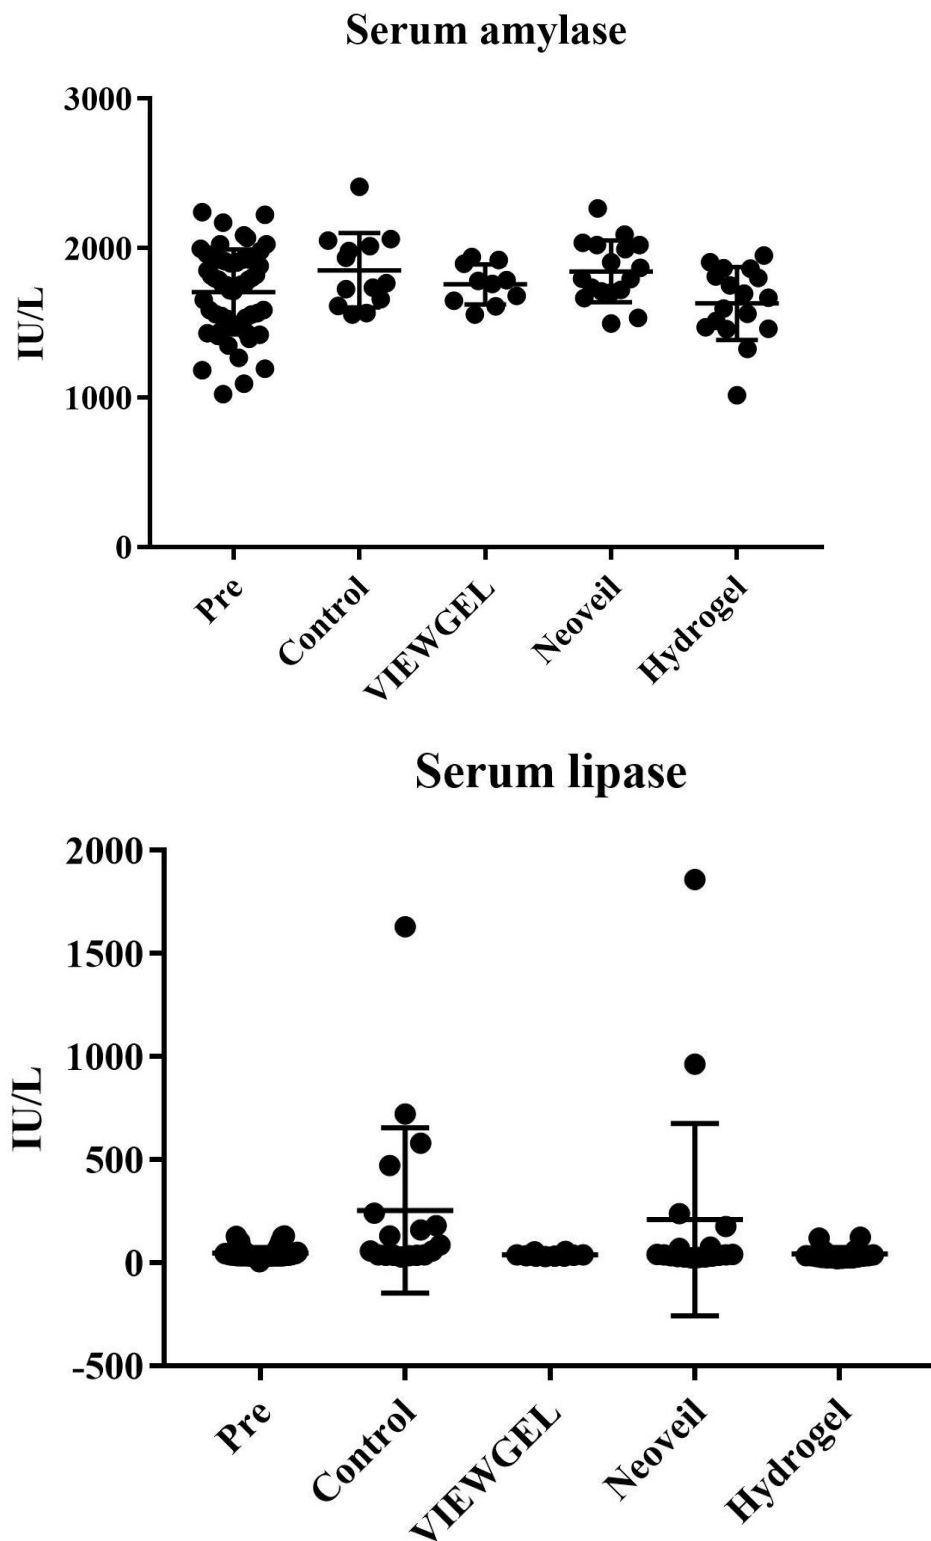 Serum amylase
3000
2000
1000
0
IU/L
Pre
Control
VIEWGEL
Neoveil
Hydrogel
Serum lipase
2000
1500
1000
500
0
-500
IU/L
Pre
Control
VIEWGEL
Neoveil
Hydrogel